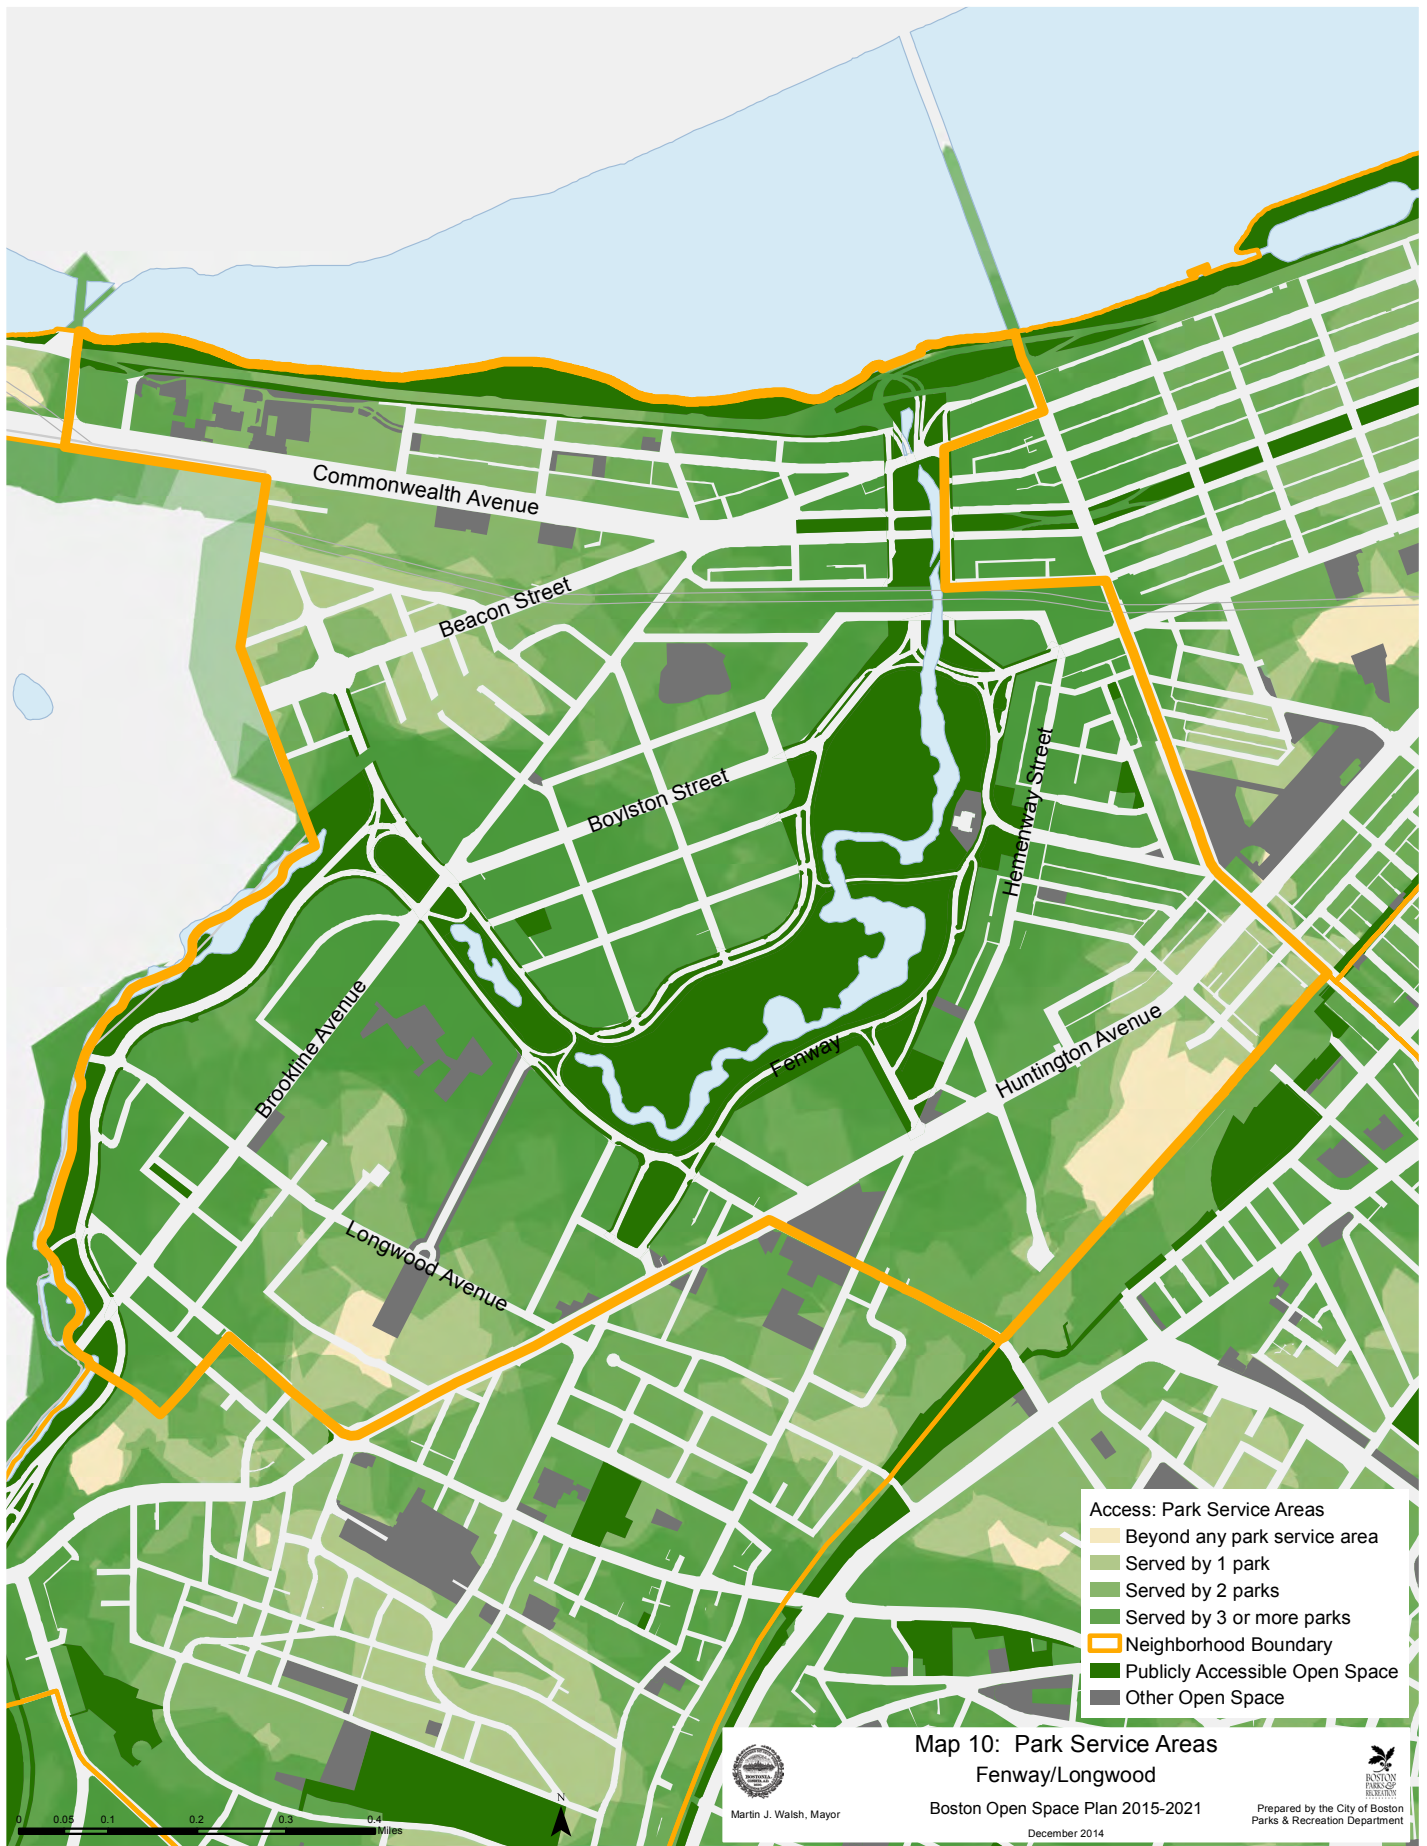 Commonwealth Avenue
Beacon Street
Boylston Street
Hemenway Street
Brookline Avenue
Fenway
Huntington Avenue
Longwood Avenue
Access: Park Service Areas
Beyond any park service area
Served by 1 park
Served by 2 parks
Served by 3 or more parks
Neighborhood Boundary
Publicly Accessible Open Space
Other Open Space
Map 10: Park Service Areas
Fenway/Longwood
Boston Open Space Plan 2015-2021
December 2014
BOSTONIA
Martin J. Walsh, Mayor
BOSTON
PARKS &
RECREATION
Prepared by the City of Boston
Parks & Recreation Department
N
0 0.05 0.1 0.2 0.3 0.4
Miles